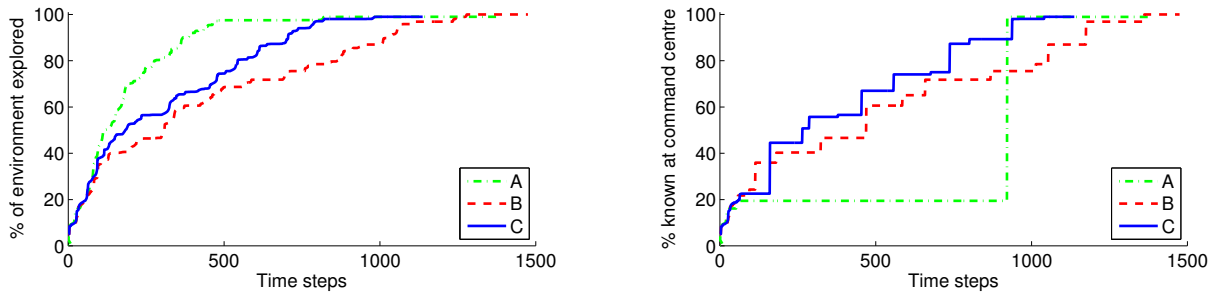 % of environment explored
100
80
60
40
20
0
0 500 1000 1500
Time steps
A
B
C
% known at command centre
100
80
60
40
20
0
0 500 1000 1500
Time steps
A
B
C